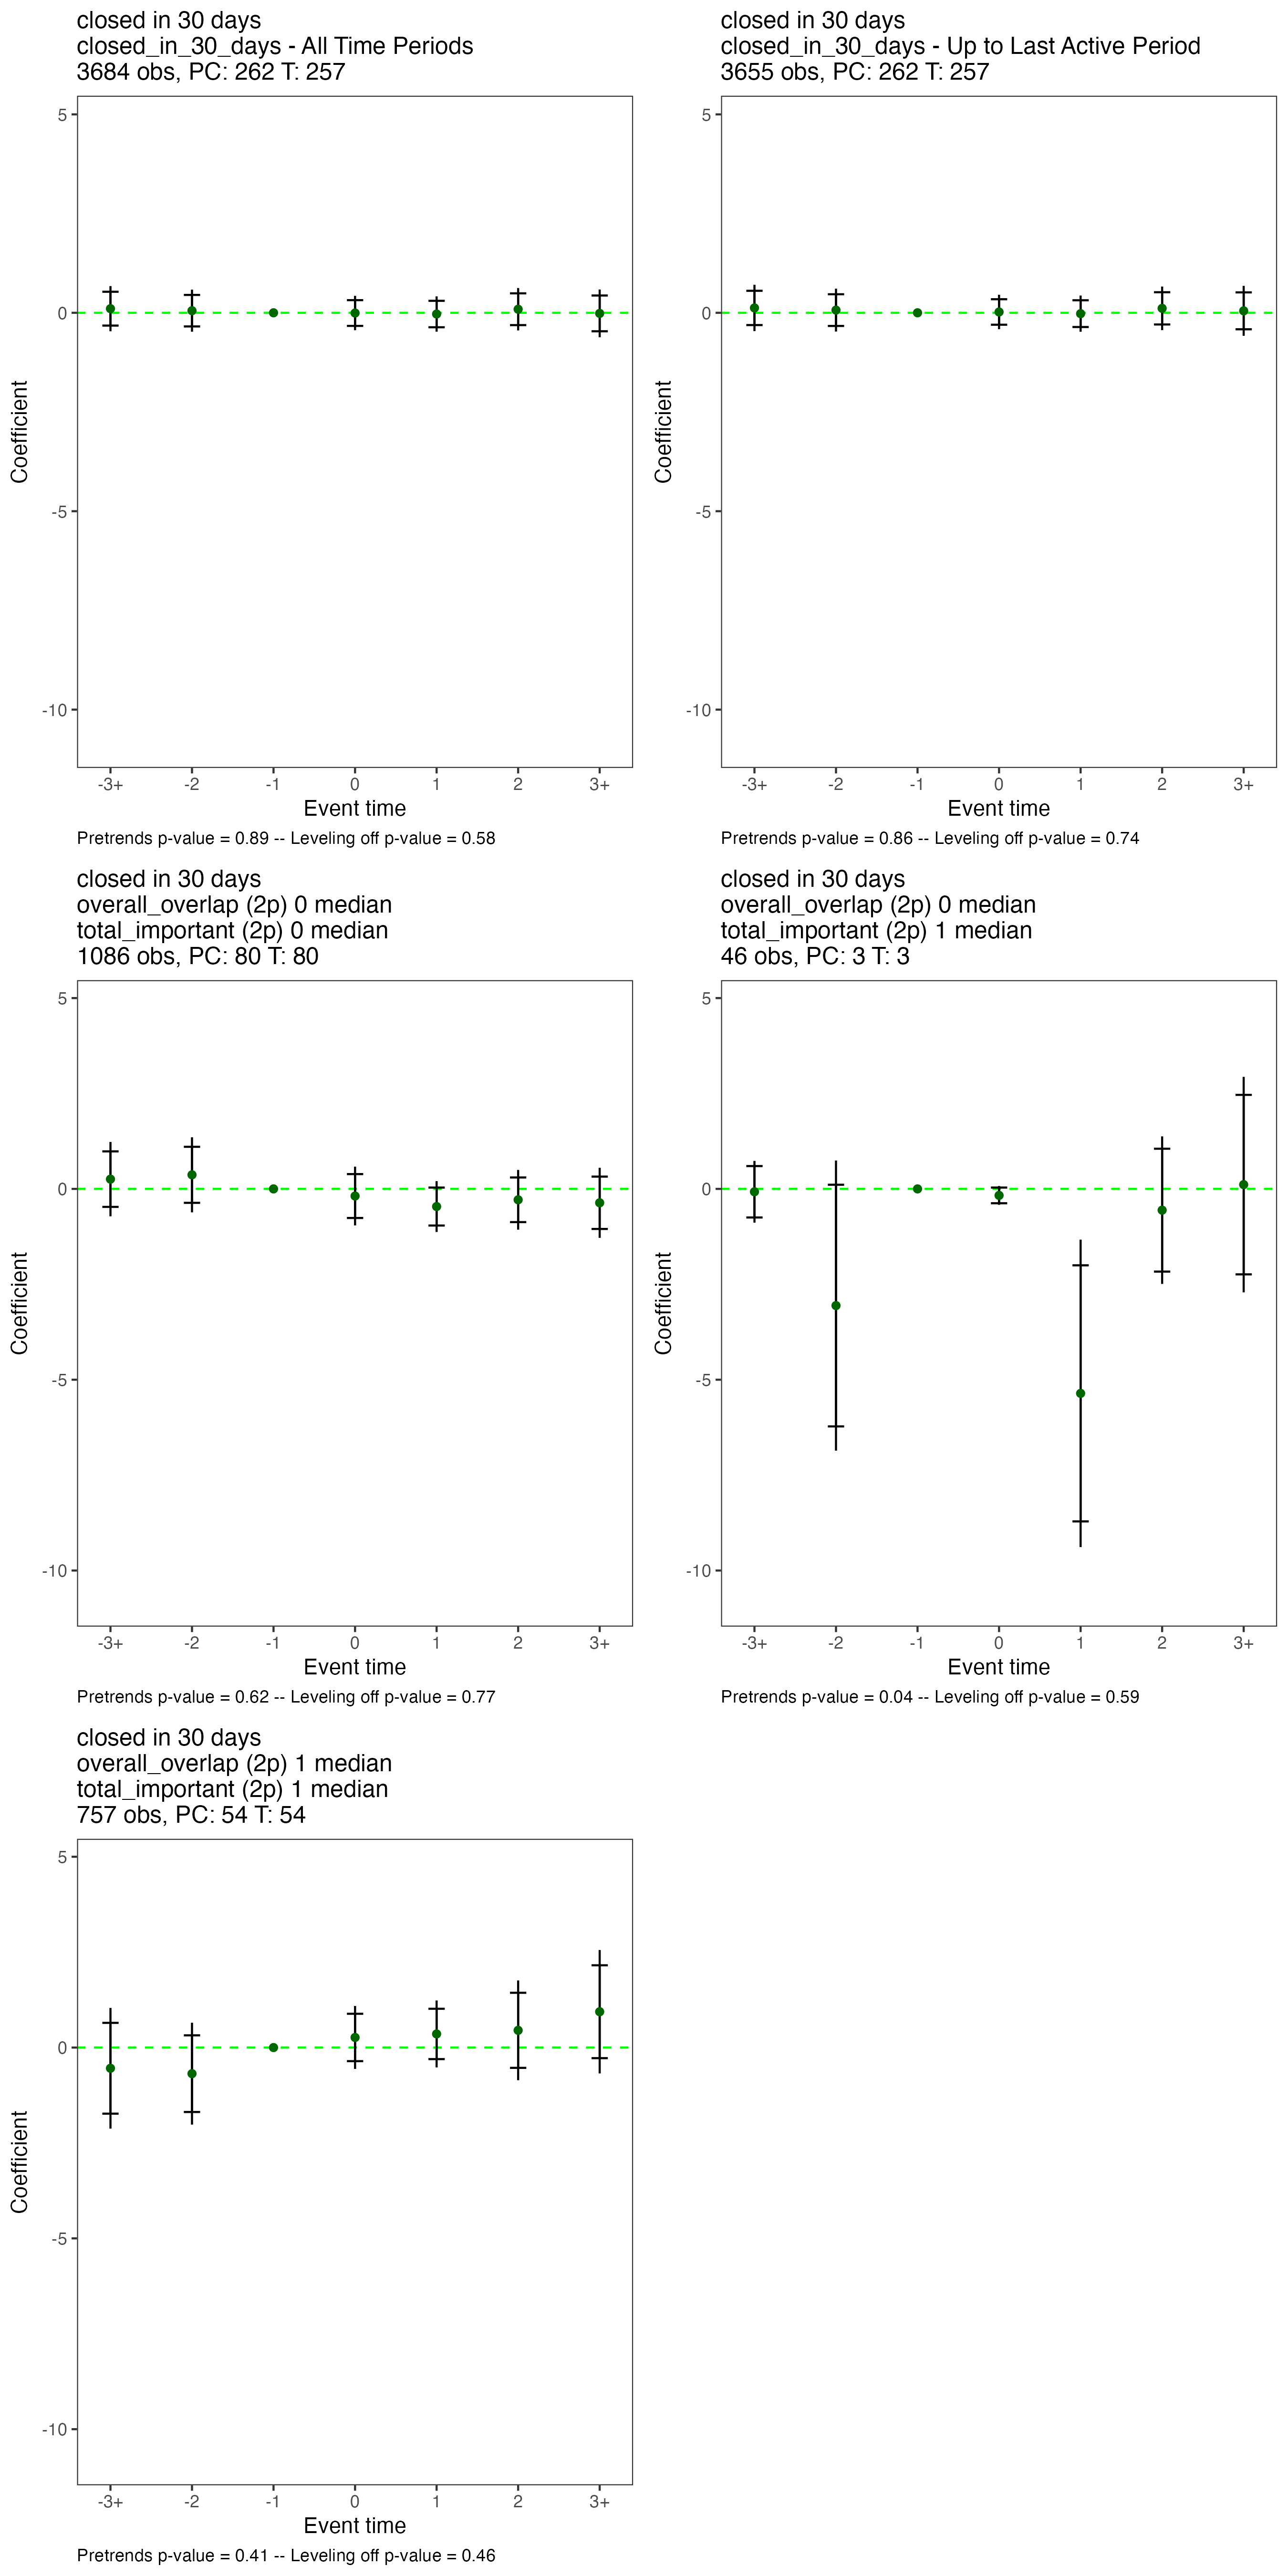 closed in 30 days
closed_in_30_days - All Time Periods
3684 obs, PC: 262 T: 257
5
0
-5
-10
Coefficient
-3+ -2 -1 0 1 2 3+
Event time
Pretrends p-value = 0.89 -- Leveling off p-value = 0.58
closed in 30 days
closed_in_30_days - Up to Last Active Period
3655 obs, PC: 262 T: 257
5
0
-5
-10
Coefficient
-3+ -2 -1 0 1 2 3+
Event time
Pretrends p-value = 0.86 -- Leveling off p-value = 0.74
closed in 30 days
overall_overlap (2p) 0 median
total_important (2p) 0 median
1086 obs, PC: 80 T: 80
5
0
-5
-10
Coefficient
-3+ -2 -1 0 1 2 3+
Event time
Pretrends p-value = 0.62 -- Leveling off p-value = 0.77
closed in 30 days
overall_overlap (2p) 0 median
total_important (2p) 1 median
46 obs, PC: 3 T: 3
5
0
-5
-10
Coefficient
-3+ -2 -1 0 1 2 3+
Event time
Pretrends p-value = 0.04 -- Leveling off p-value = 0.59
closed in 30 days
overall_overlap (2p) 1 median
total_important (2p) 1 median
757 obs, PC: 54 T: 54
5
0
-5
-10
Coefficient
-3+ -2 -1 0 1 2 3+
Event time
Pretrends p-value = 0.41 -- Leveling off p-value = 0.46